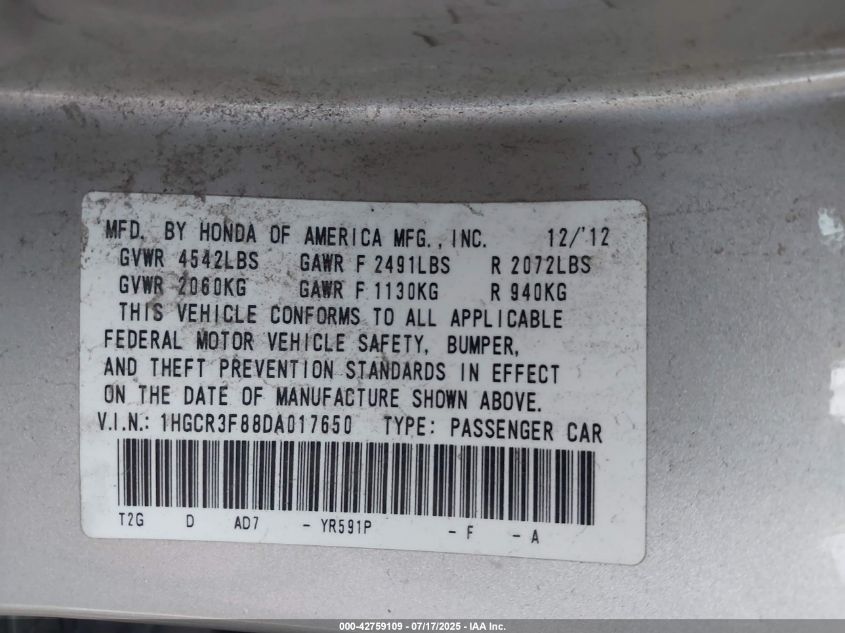 MFD. BY HONDA OF AMERICA MFG., INC. 12/'12
GVWR 4542LBS GAWR F 2491LBS R 2072LBS
GVWR 2060KG GAWR F 1130KG R 940KG
THIS VEHICLE CONFORMS TO ALL APPLICABLE
FEDERAL MOTOR VEHICLE SAFETY, BUMPER,
AND THEFT PREVENTION STANDARDS IN EFFECT
ON THE DATE OF MANUFACTURE SHOWN ABOVE.
V.I.N.: 1HGCR3F88DA017650 TYPE: PASSENGER CAR
T2G D AD7 - YR591P - F - A
000-42759109 - 07/17/2025 - IAA Inc.